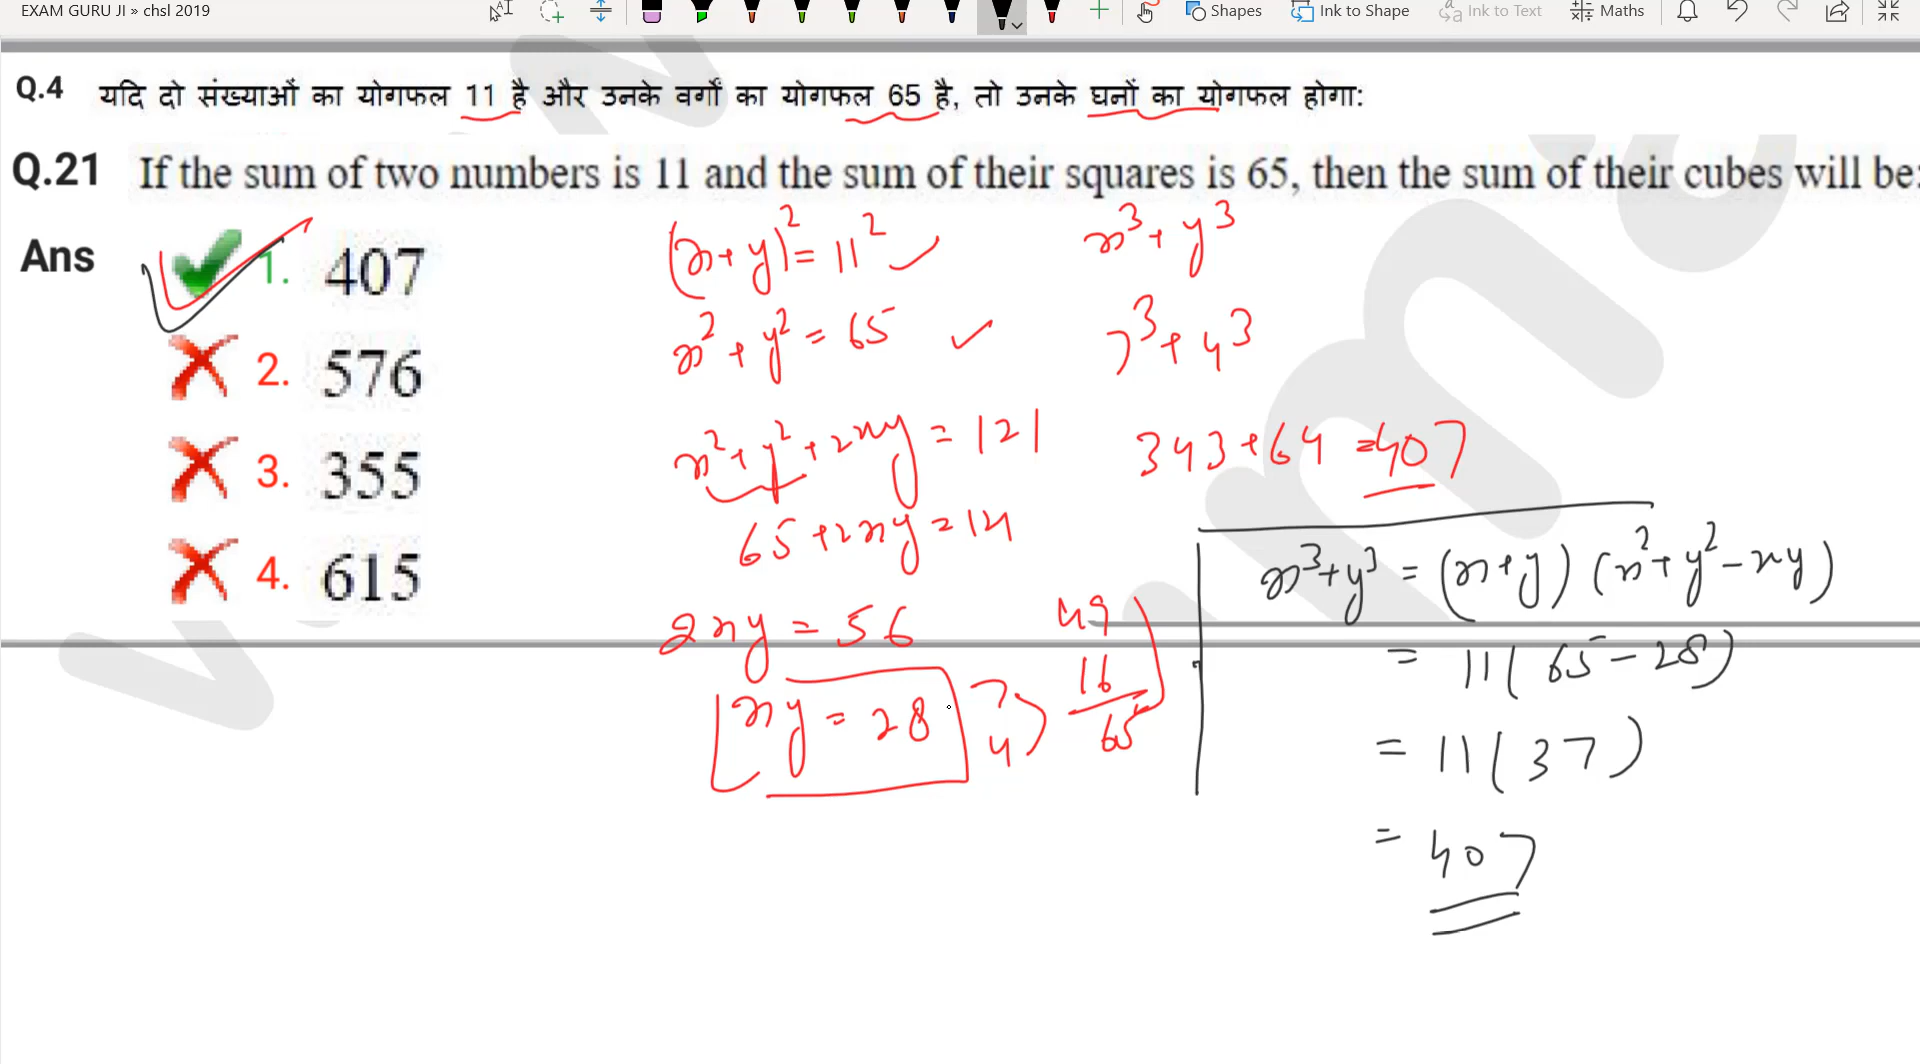 EXAM GURU JI » chsl 2019
Shapes
Ink to Shape
Ink to Text
Maths
Q.4 यदि दो संख्याओं का योगफल 11 है और उनके वर्गों का योगफल 65 है, तो उनके घनों का योगफल होगा:
Q.21 If the sum of two numbers is 11 and the sum of their squares is 65, then the sum of their cubes will be:
Ans
1. 407
2. 576
3. 355
4. 615
(x+y)² = 11²
x² + y² = 65
x² + y² + 2xy = 121
65 + 2xy = 121
2xy = 56
xy = 28
7
4
49
16
65
x³ + y³
7³ + 4³
343 + 64 = 407
x³+y³ = (x+y) (x²+y²-xy)
= 11(65-28)
= 11(37)
= 407